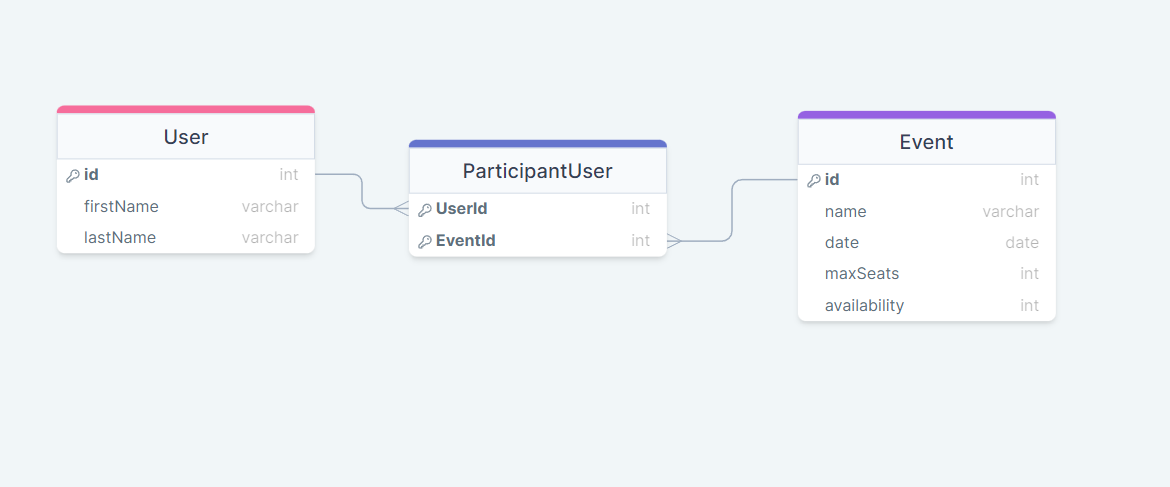 User
id int
firstName varchar
lastName varchar
ParticipantUser
UserId int
EventId int
Event
id int
name varchar
date date
maxSeats int
availability int